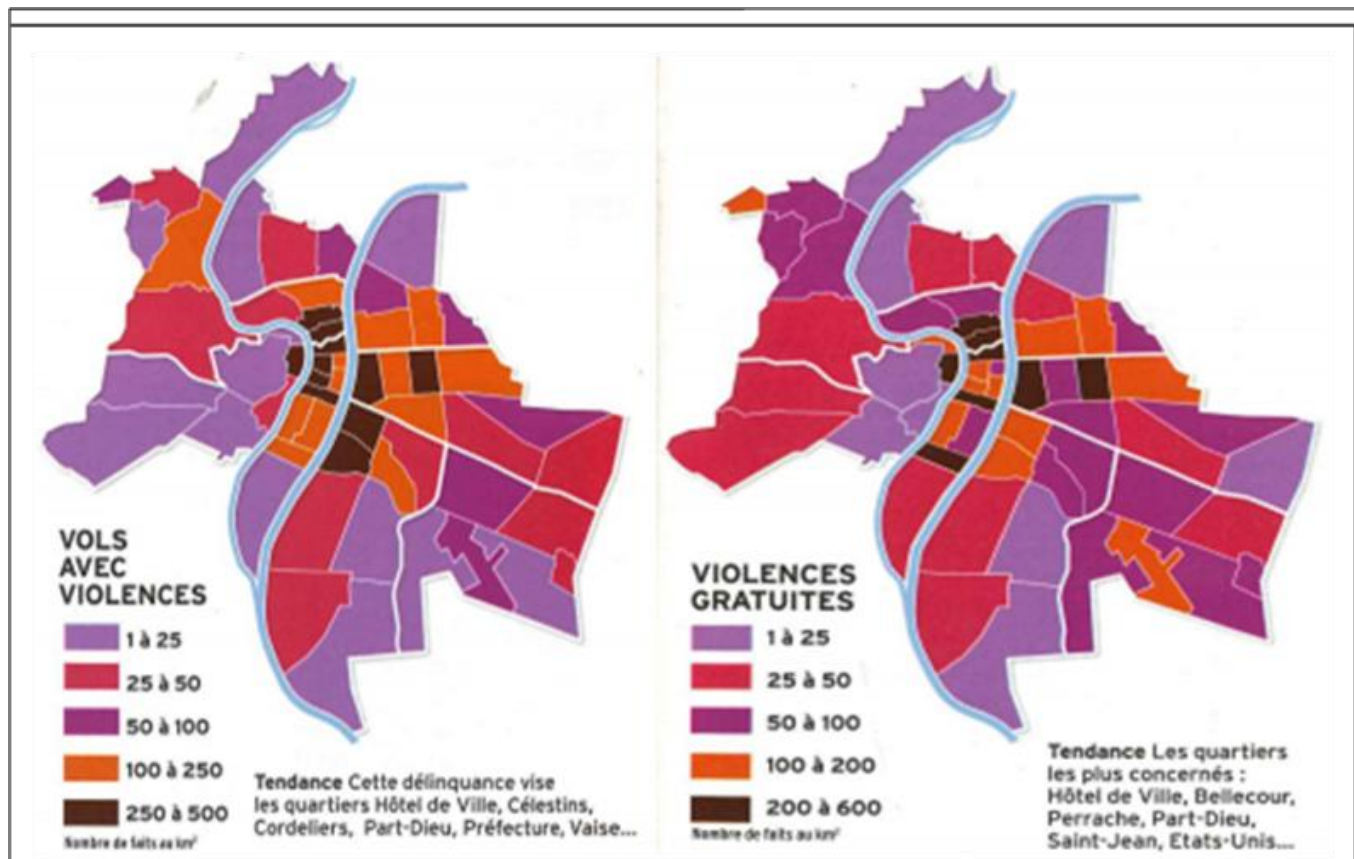 VOLS
AVEC
VIOLENCES
1 à 25
25 à 50
50 à 100
100 à 250
250 à 500
Nombre de faits au km²
Tendance Cette délinquance vise
les quartiers Hôtel de Ville, Célestins,
Cordeliers, Part-Dieu, Préfecture, Vaise...
VIOLENCES
GRATUITES
1 à 25
25 à 50
50 à 100
100 à 200
200 à 600
Nombre de faits au km²
Tendance Les quartiers
les plus concernés :
Hôtel de Ville, Bellecour,
Perrache, Part-Dieu,
Saint-Jean, Etats-Unis...